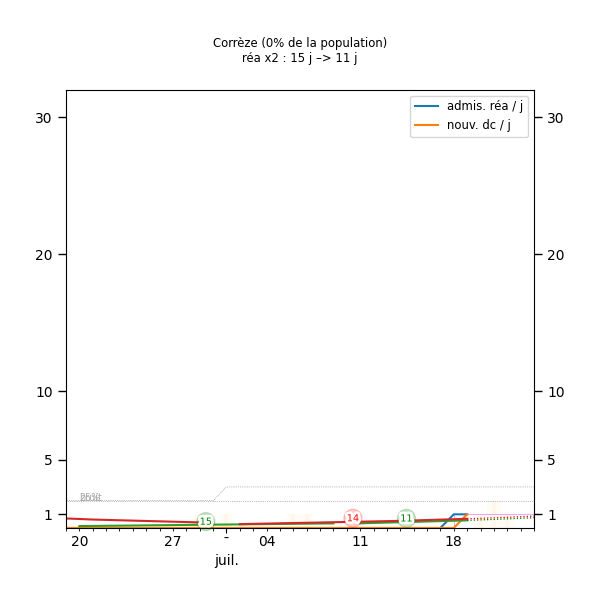 Corrèze (0% de la population)
réa x2 : 15 j –> 11 j
admis. réa / j
nouv. dc / j
30 30
20 20
10 10
5 5
1 1
15 14 11
20 27 - 04 11 18
juil.